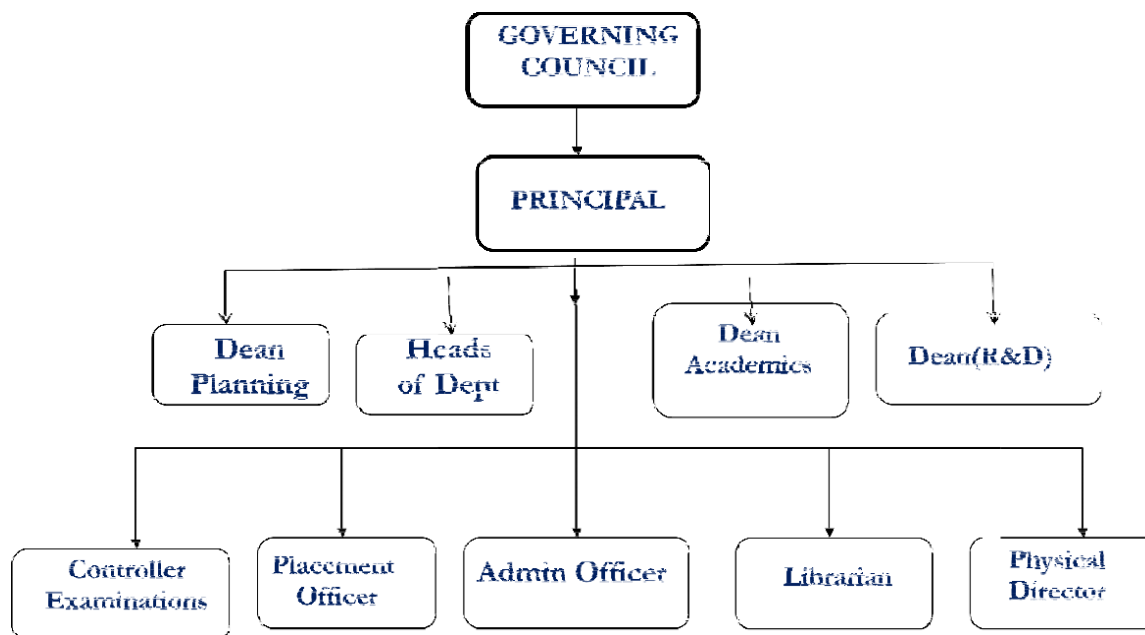 GOVERNING
COUNCIL
PRINCIPAL
Dean
Planning
Heads
of Dept
Dean
Academics
Dean(R&D)
Controller
Examinations
Placement
Officer
Admin Officer
Librarian
Physical
Director